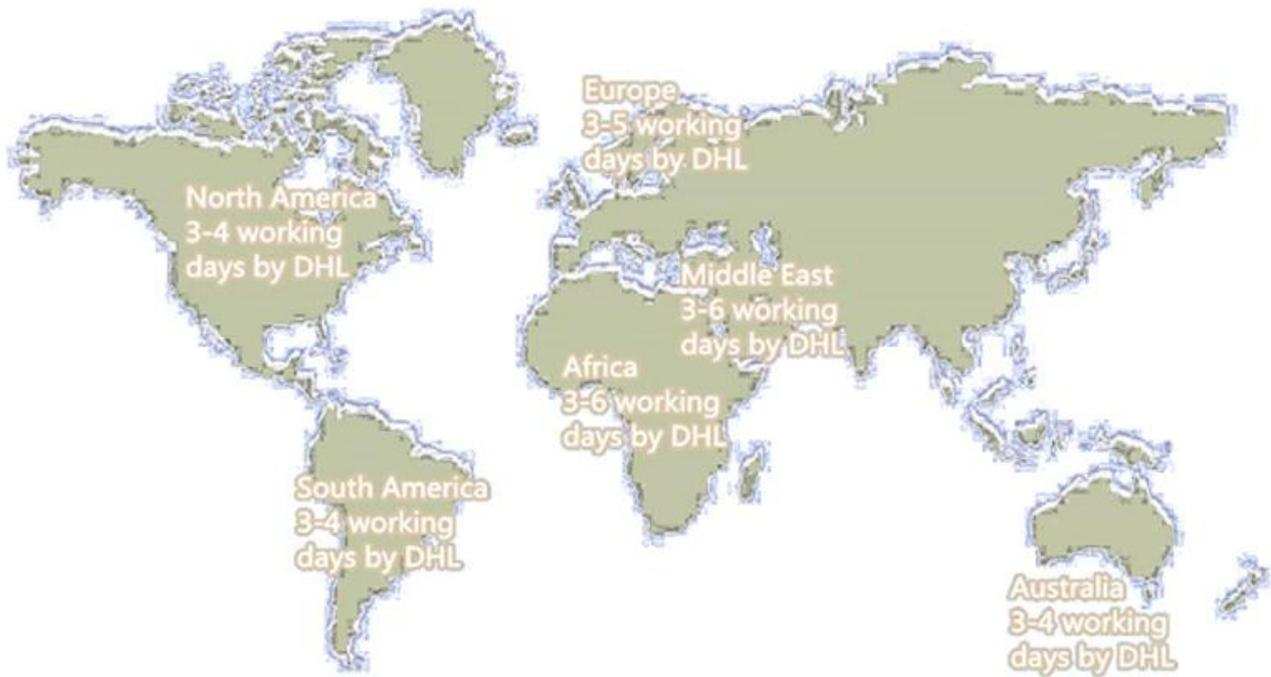 Europe
3-5 working
days by DHL
North America
3-4 working
days by DHL
Middle East
3-6 working
days by DHL
Africa
3-6 working
days by DHL
South America
3-4 working
days by DHL
Australia
3-4 working
days by DHL